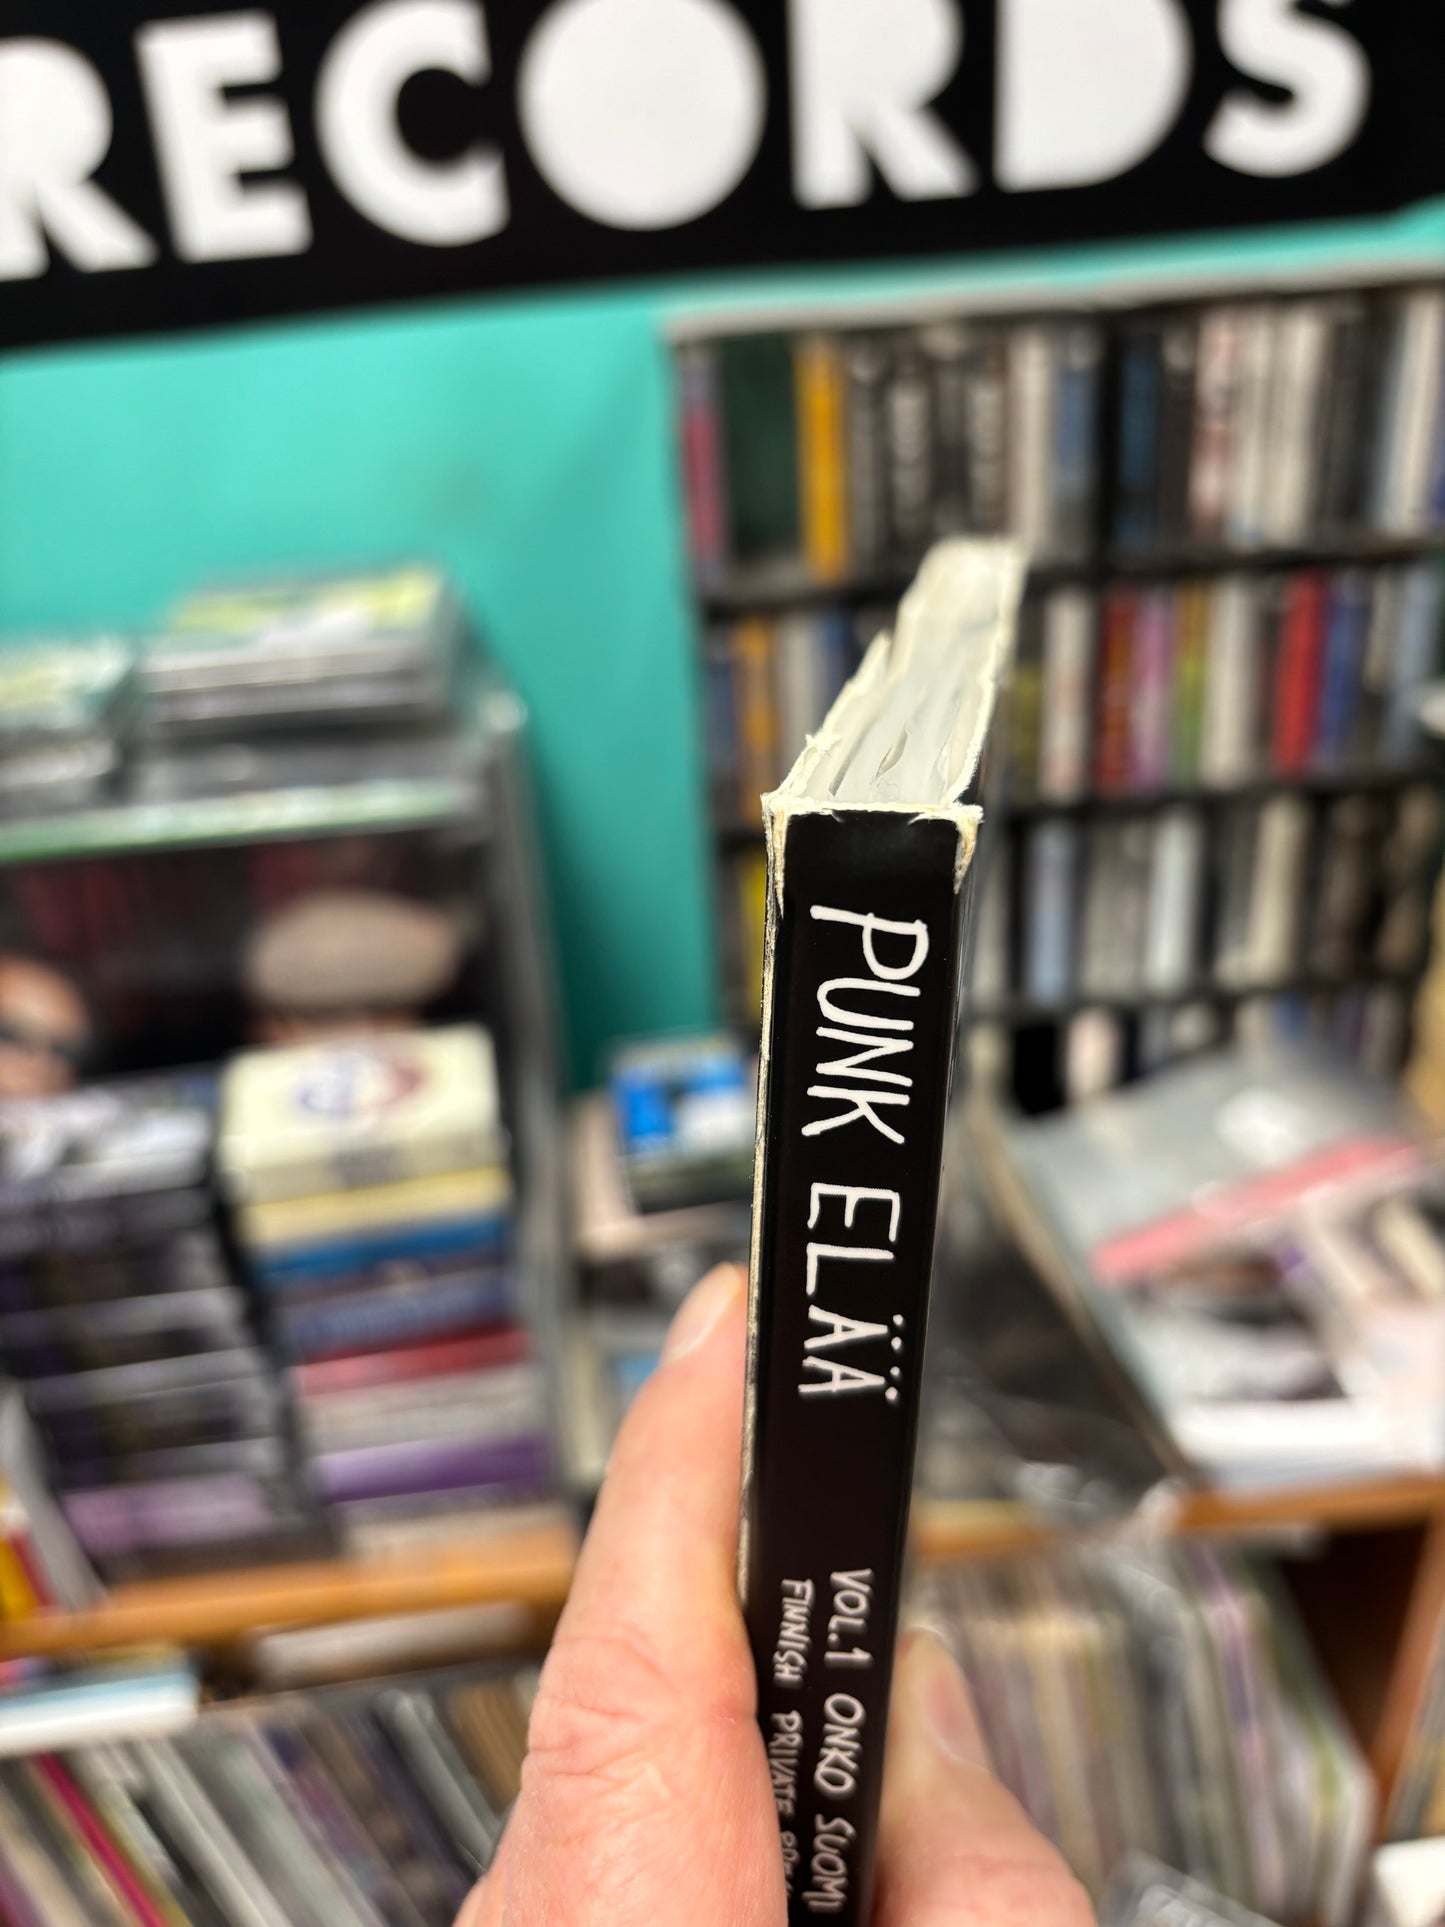 RECORDS
PUNK ELÄÄ
VOL.1 ONKO SUOMI
FINNISH PRIVATE